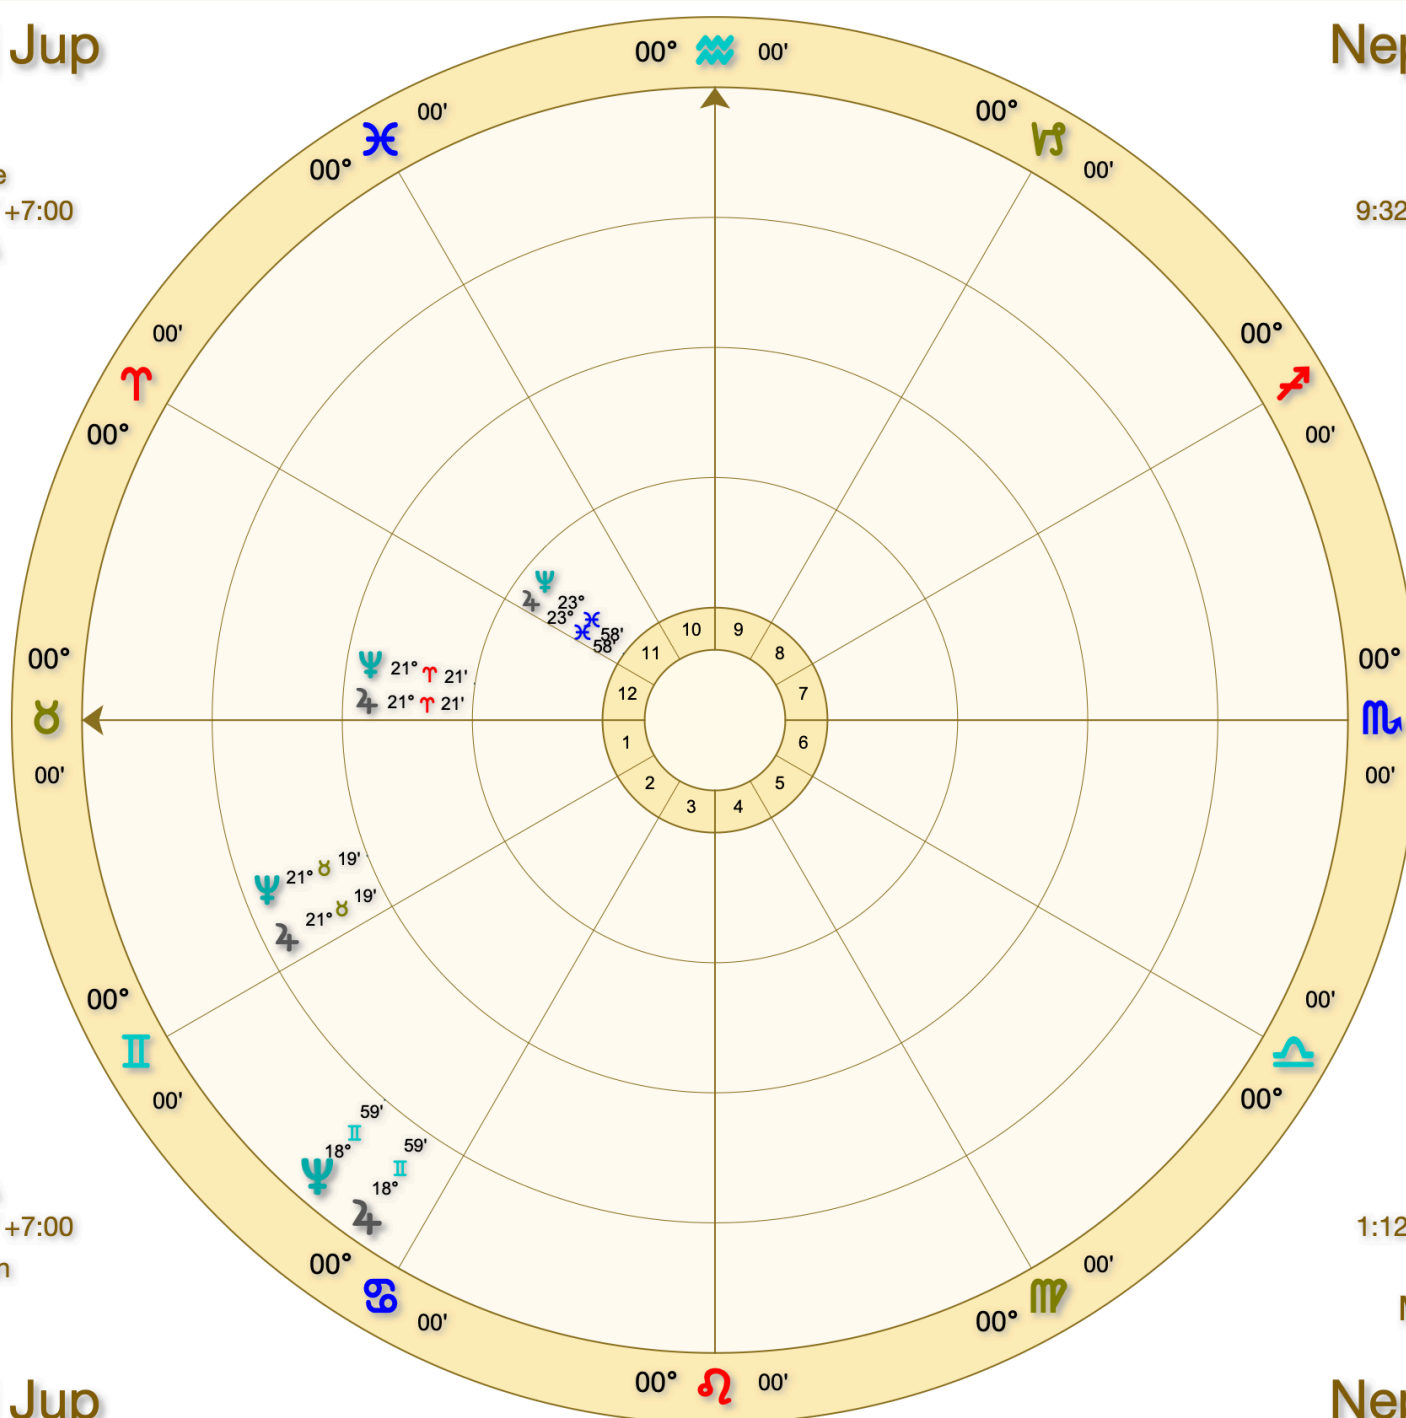 Jup
Nep
00° ♒ 00'
00' ♓ 00°
00° ♑ 00'
+7:00
9:32
00' ♈ 00°
00° ♐ 00'
♆ 23° ♓ 58'
♃ 23° ♓ 58'
10 9
11 8
12 7
1 6
2 5
3 4
00° ♉ 00'
♆ 21° ♈ 21'
♃ 21° ♈ 21'
00° ♏ 00'
♆ 21° ♉ 19'
♃ 21° ♉ 19'
00° ♊ 00'
00' ♎ 00°
♆ 18° ♊ 59'
♃ 18° ♊ 59'
+7:00
1:12
00° ♋ 00'
00' ♍ 00°
00° ♌ 00'
Jup
Nep